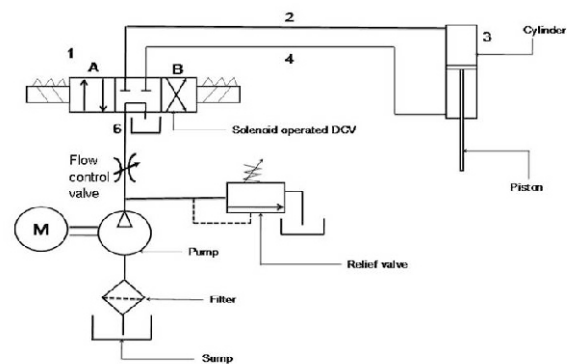 2
1
3
Cylinder
A
B
4
6
Solenoid operated DCV
Flow
control
valve
Piston
M
Pump
Relief valve
Filter
Sump